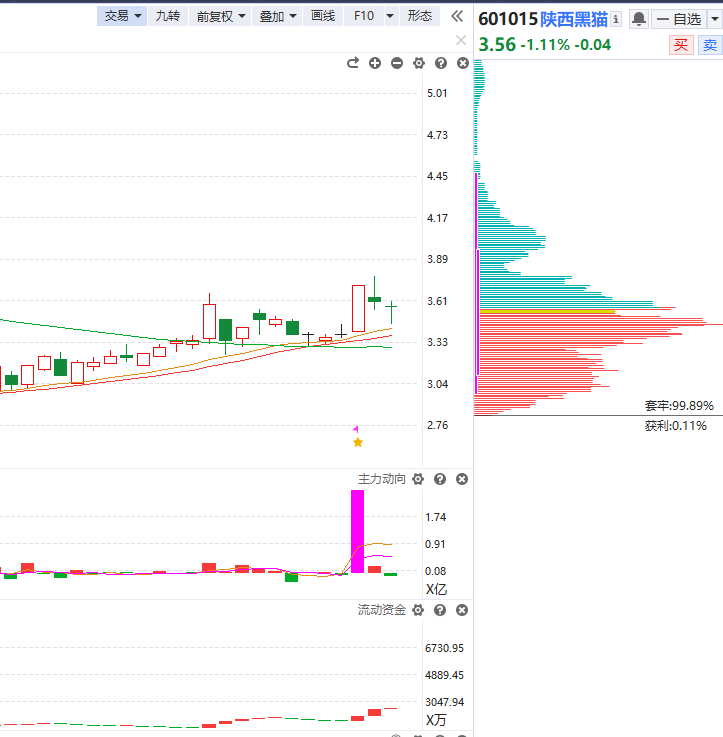 交易 九转 前复权 叠加 画线 F10 形态
601015 陕西黑猫 自选
3.56 -1.11% -0.04 买 卖
5.01
4.73
4.45
4.17
3.89
3.61
3.33
3.04
2.76
套牢:99.89%
获利:0.11%
主力动向
1.74
0.91
0.08
X亿
流动资金
6730.95
4889.45
3047.94
X万